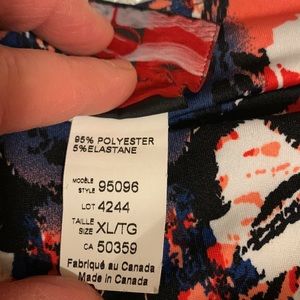 95% POLYESTER
5% ELASTANE
MODÈLE
STYLE 95096
LOT 4244
TAILLE
SIZE XL/TG
CA 50359
Fabriqué au Canada
Made in Canada